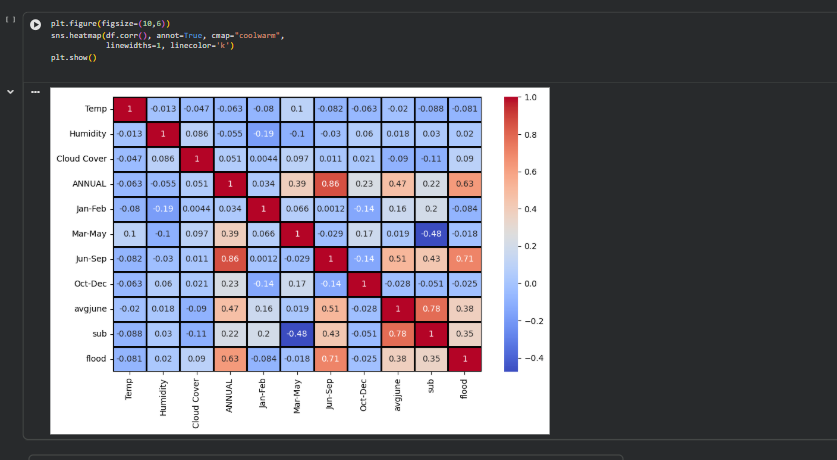 [ ]
plt.figure(figsize=(10,6))
sns.heatmap(df.corr(), annot=True, cmap="coolwarm",
linewidths=1, linecolor='k')
plt.show()
Temp 1 -0.013 -0.047 -0.063 -0.08 0.1 -0.082 -0.063 -0.02 -0.088 -0.081
Humidity -0.013 1 0.086 -0.055 -0.19 -0.1 -0.03 0.06 0.018 0.03 0.02
Cloud Cover -0.047 0.086 1 0.051 0.0044 0.097 0.011 0.021 -0.09 -0.11 0.09
ANNUAL -0.063 -0.055 0.051 1 0.034 0.39 0.86 0.23 0.47 0.22 0.63
Jan-Feb -0.08 -0.19 0.0044 0.034 1 0.066 0.0012 -0.14 0.16 0.2 -0.084
Mar-May 0.1 -0.1 0.097 0.39 0.066 1 -0.029 0.17 0.019 -0.48 -0.018
Jun-Sep -0.082 -0.03 0.011 0.86 0.0012 -0.029 1 -0.14 0.51 0.43 0.71
Oct-Dec -0.063 0.06 0.021 0.23 -0.14 0.17 -0.14 1 -0.028 -0.051 -0.025
avgjune -0.02 0.018 -0.09 0.47 0.16 0.019 0.51 -0.028 1 0.78 0.38
sub -0.088 0.03 -0.11 0.22 0.2 -0.48 0.43 -0.051 0.78 1 0.35
flood -0.081 0.02 0.09 0.63 -0.084 -0.018 0.71 -0.025 0.38 0.35 1
Temp Humidity Cloud Cover ANNUAL Jan-Feb Mar-May Jun-Sep Oct-Dec avgjune sub flood
1.0
0.8
0.6
0.4
0.2
0.0
-0.2
-0.4